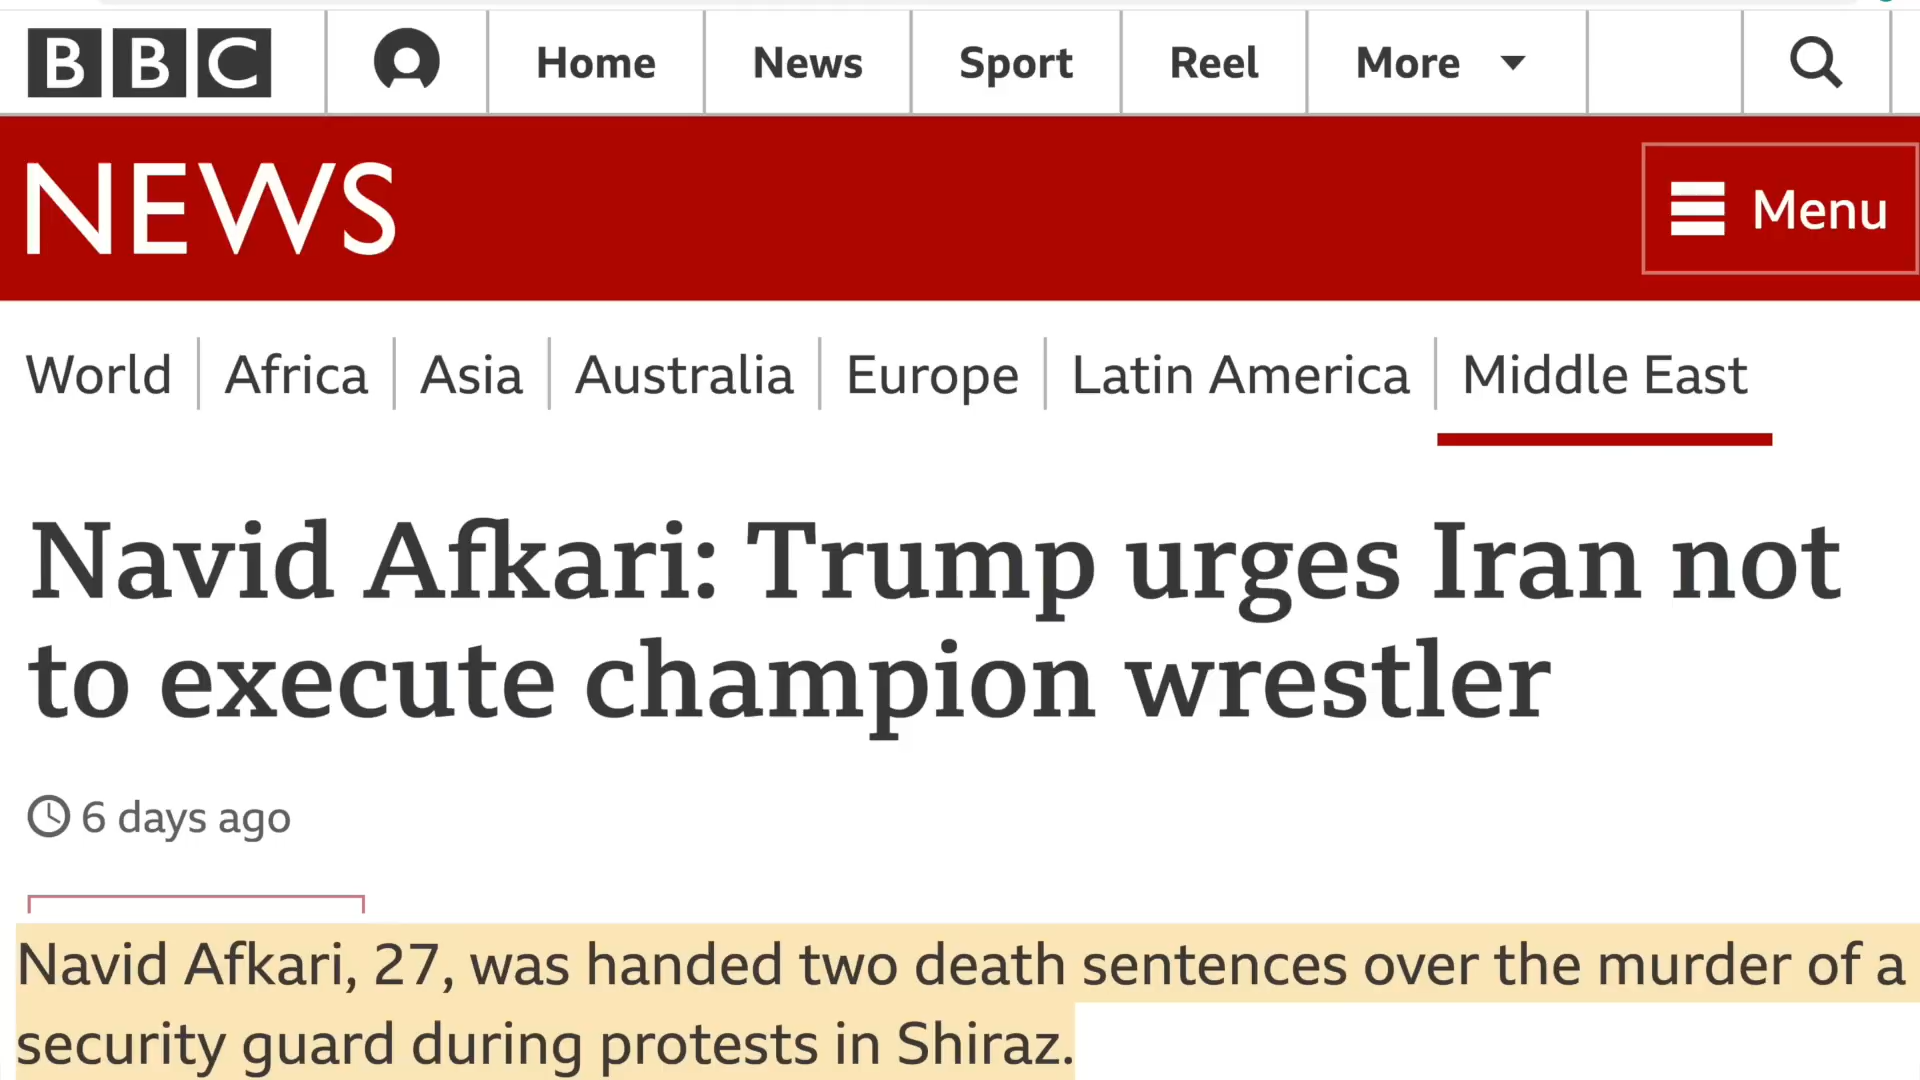 BBC Home News Sport Reel More
NEWS Menu
World Africa Asia Australia Europe Latin America Middle East
Navid Afkari: Trump urges Iran not
to execute champion wrestler
6 days ago
Navid Afkari, 27, was handed two death sentences over the murder of a
security guard during protests in Shiraz.